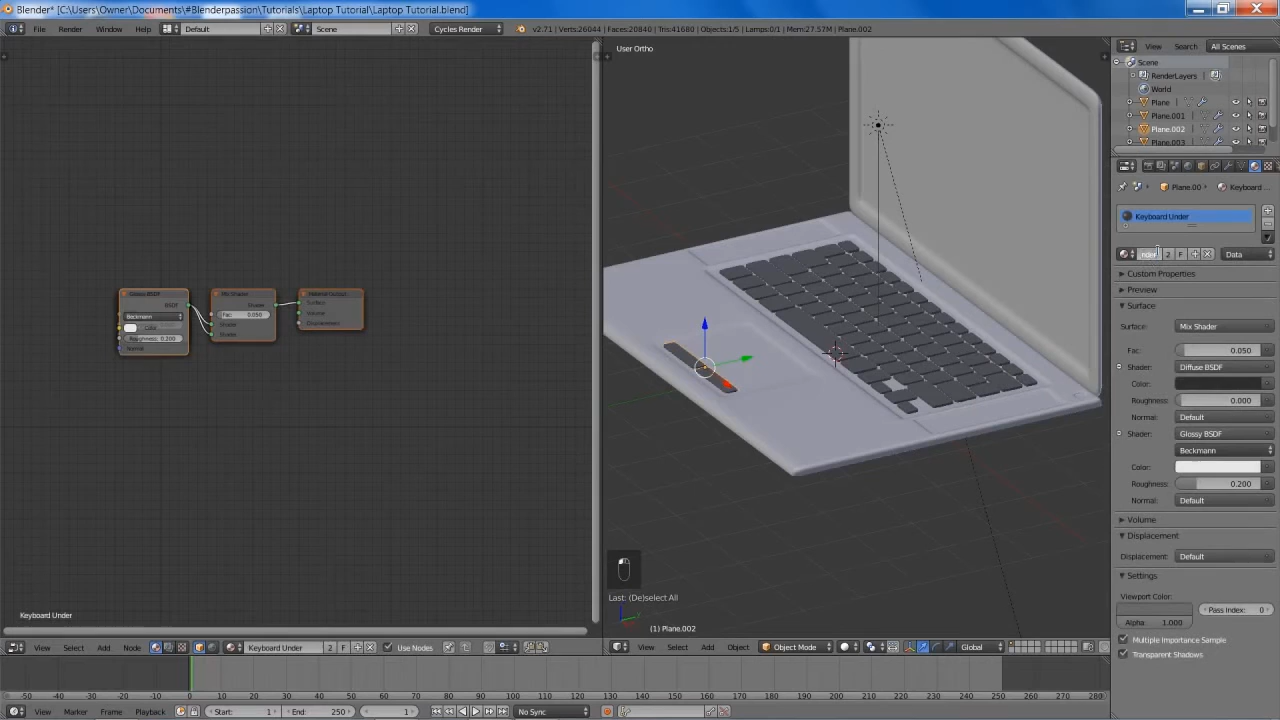 Blender* [C:\Users\Owner\Documents\#Blenderpassion\Tutorials\Laptop Tutorial\Laptop Tutorial.blend]
File Render Window Help Default Scene Cycles Render v2.71 | Verts:26044 | Faces:20840 | Tris:41680 | Objects:1/5 | Lamps:0/1 | Mem:27.57M | Plane.002
View Search All Scenes
User Ortho
Scene
RenderLayers
World
Plane
Plane.001
Plane.002
Plane.003
Plane.00 Keyboard ...
Keyboard Under
2 F Data
Custom Properties
Preview
Surface
Surface: Mix Shader
Fac: 0.050
Shader: Diffuse BSDF
Color:
Roughness: 0.000
Normal: Default
Shader: Glossy BSDF
Beckmann
Color:
Roughness: 0.200
Normal: Default
Volume
Displacement
Displacement: Default
Settings
Viewport Color:
Alpha: 1.000
Pass Index: 0
Multiple Importance Sample
Transparent Shadows
Glossy BSDF
BSDF
Beckmann
Color
Roughness: 0.200
Normal
Mix Shader
Shader
Fac: 0.050
Shader
Shader
Material Output
Surface
Volume
Displacement
Last: (De)select All
(1) Plane.002
Keyboard Under
View Select Add Node Keyboard Under 2 F Use Nodes
View Select Add Object Object Mode Global
-50 -40 -30 -20 -10 0 10 20 30 40 50 60 70 80 90 100 110 120 130 140 150 160 170 180 190 200 210 220 230 240 250 260 270 280
View Marker Frame Playback Start: 1 End: 250 1 No Sync